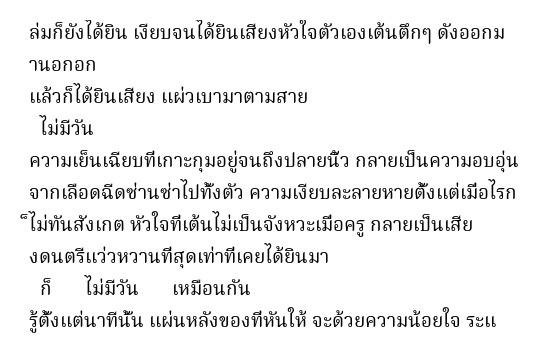 ล่มก็ยังได้ยิน เงียบจนได้ยินเสียงหัวใจตัวเองเต้นตึกๆ ดังออกม
านอกอก
แล้วก็ได้ยินเสียง แผ่วเบามาตามสาย
ไม่มีวัน
ความเย็นเฉียบที่เกาะกุมอยู่จนถึงปลายนิ้ว กลายเป็นความอบอุ่น
จากเลือดฉีดซ่านซ่าไปทั้งตัว ความเงียบละลายหายตั้งแต่เมื่อไรก
็ไม่ทันสังเกต หัวใจที่เต้นไม่เป็นจังหวะเมื่อครู กลายเป็นเสีย
งดนตรีแว่วหวานที่สุดเท่าที่เคยได้ยินมา
ก็ ไม่มีวัน เหมือนกัน
รู้ตั้งแต่นาทีนั้น แผ่นหลังของที่หันให้ จะด้วยความน้อยใจ ระแ